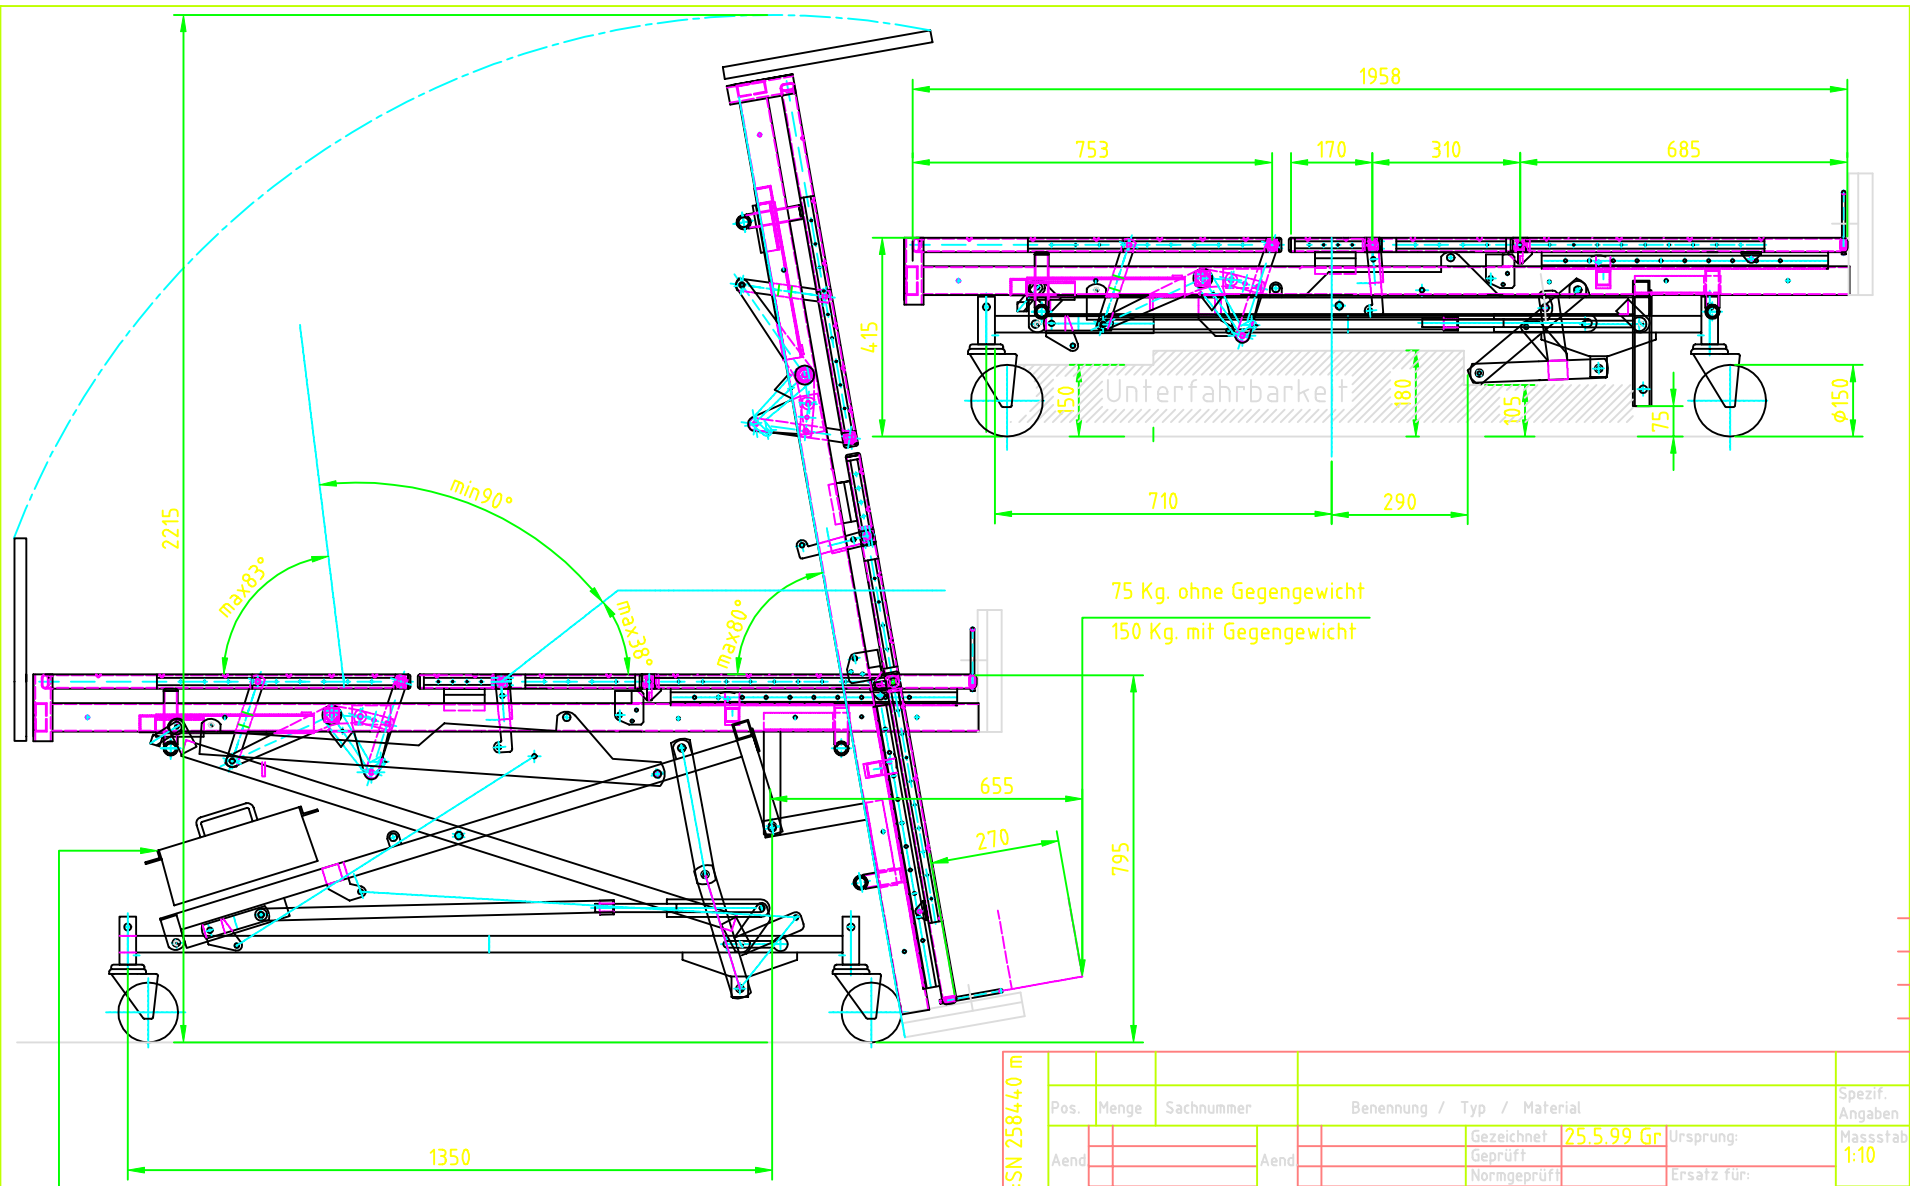 1958
753
170
310
685
415
Unterfahrbarkeit
150
180
105
75
ø150
710
290
2215
min90°
max83°
max38°
max80°
75 Kg. ohne Gegengewicht
150 Kg. mit Gegengewicht
655
270
795
1350
SN 258440 m
Pos. Menge Sachnummer Benennung / Typ / Material Spezif.
Angaben
Aend Aend Gezeichnet 25.5.99 Gr Ursprung: Massstab
Geprüft 1:10
Normgeprüft Ersatz für: